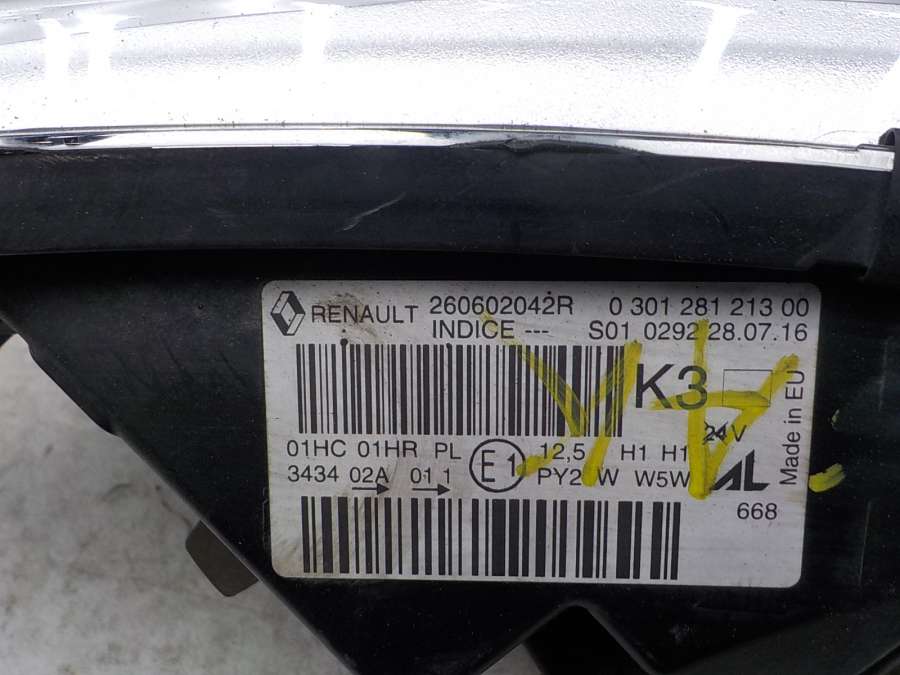 RENAULT 260602042R 0 301 281 213 00
INDICE --- S01 0292 28.07.16
K3
24V
Made in EU
01HC 01HR PL E1 12,5 H1 H1
3434 02A 01 1 W5W AL
668